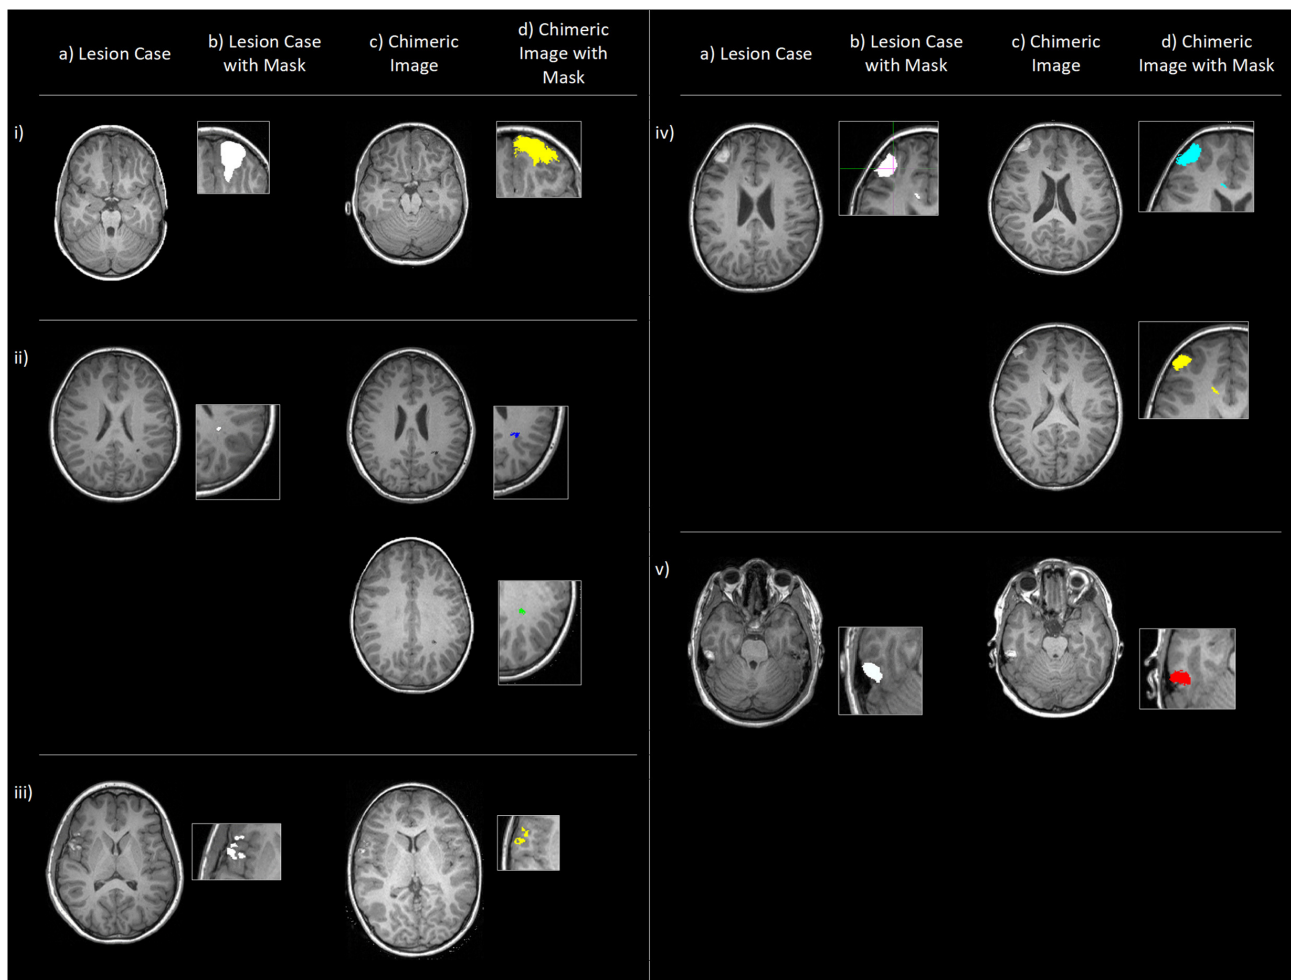 a) Lesion Case
b) Lesion Case
with Mask
c) Chimeric
Image
d) Chimeric
Image with
Mask
i)
ii)
iii)
a) Lesion Case
b) Lesion Case
with Mask
c) Chimeric
Image
d) Chimeric
Image with Mask
iv)
v)